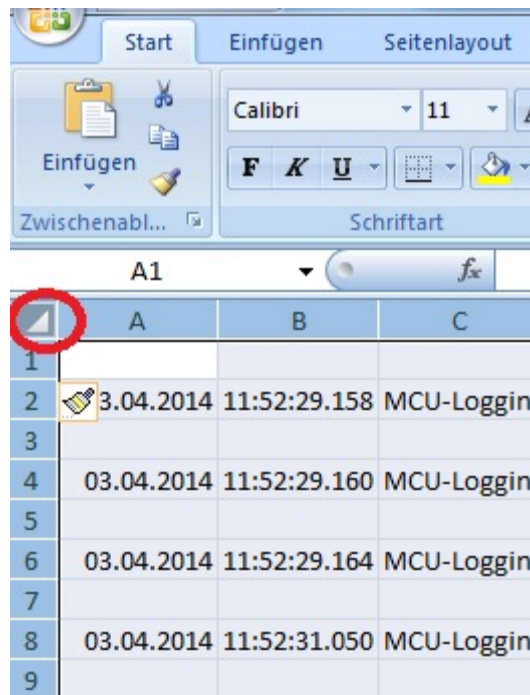 Start Einfügen Seitenlayout
Calibri 11
Einfügen
F K U
Zwischenabl... Schriftart
A1 fx
A B C
1
2 3.04.2014 11:52:29.158 MCU-Loggin
3
4 03.04.2014 11:52:29.160 MCU-Loggin
5
6 03.04.2014 11:52:29.164 MCU-Loggin
7
8 03.04.2014 11:52:31.050 MCU-Loggin
9